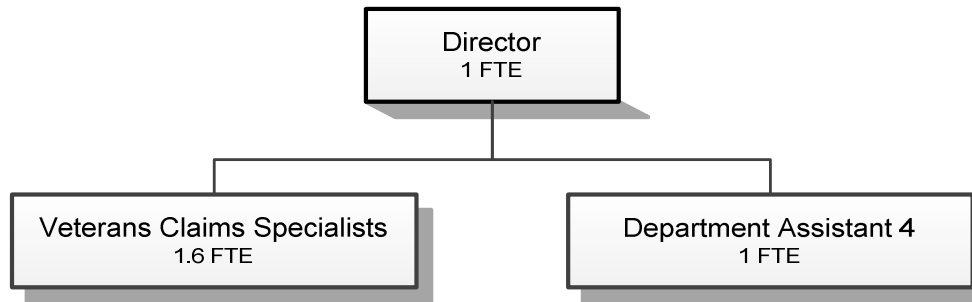 Director
1 FTE
Veterans Claims Specialists
1.6 FTE
Department Assistant 4
1 FTE